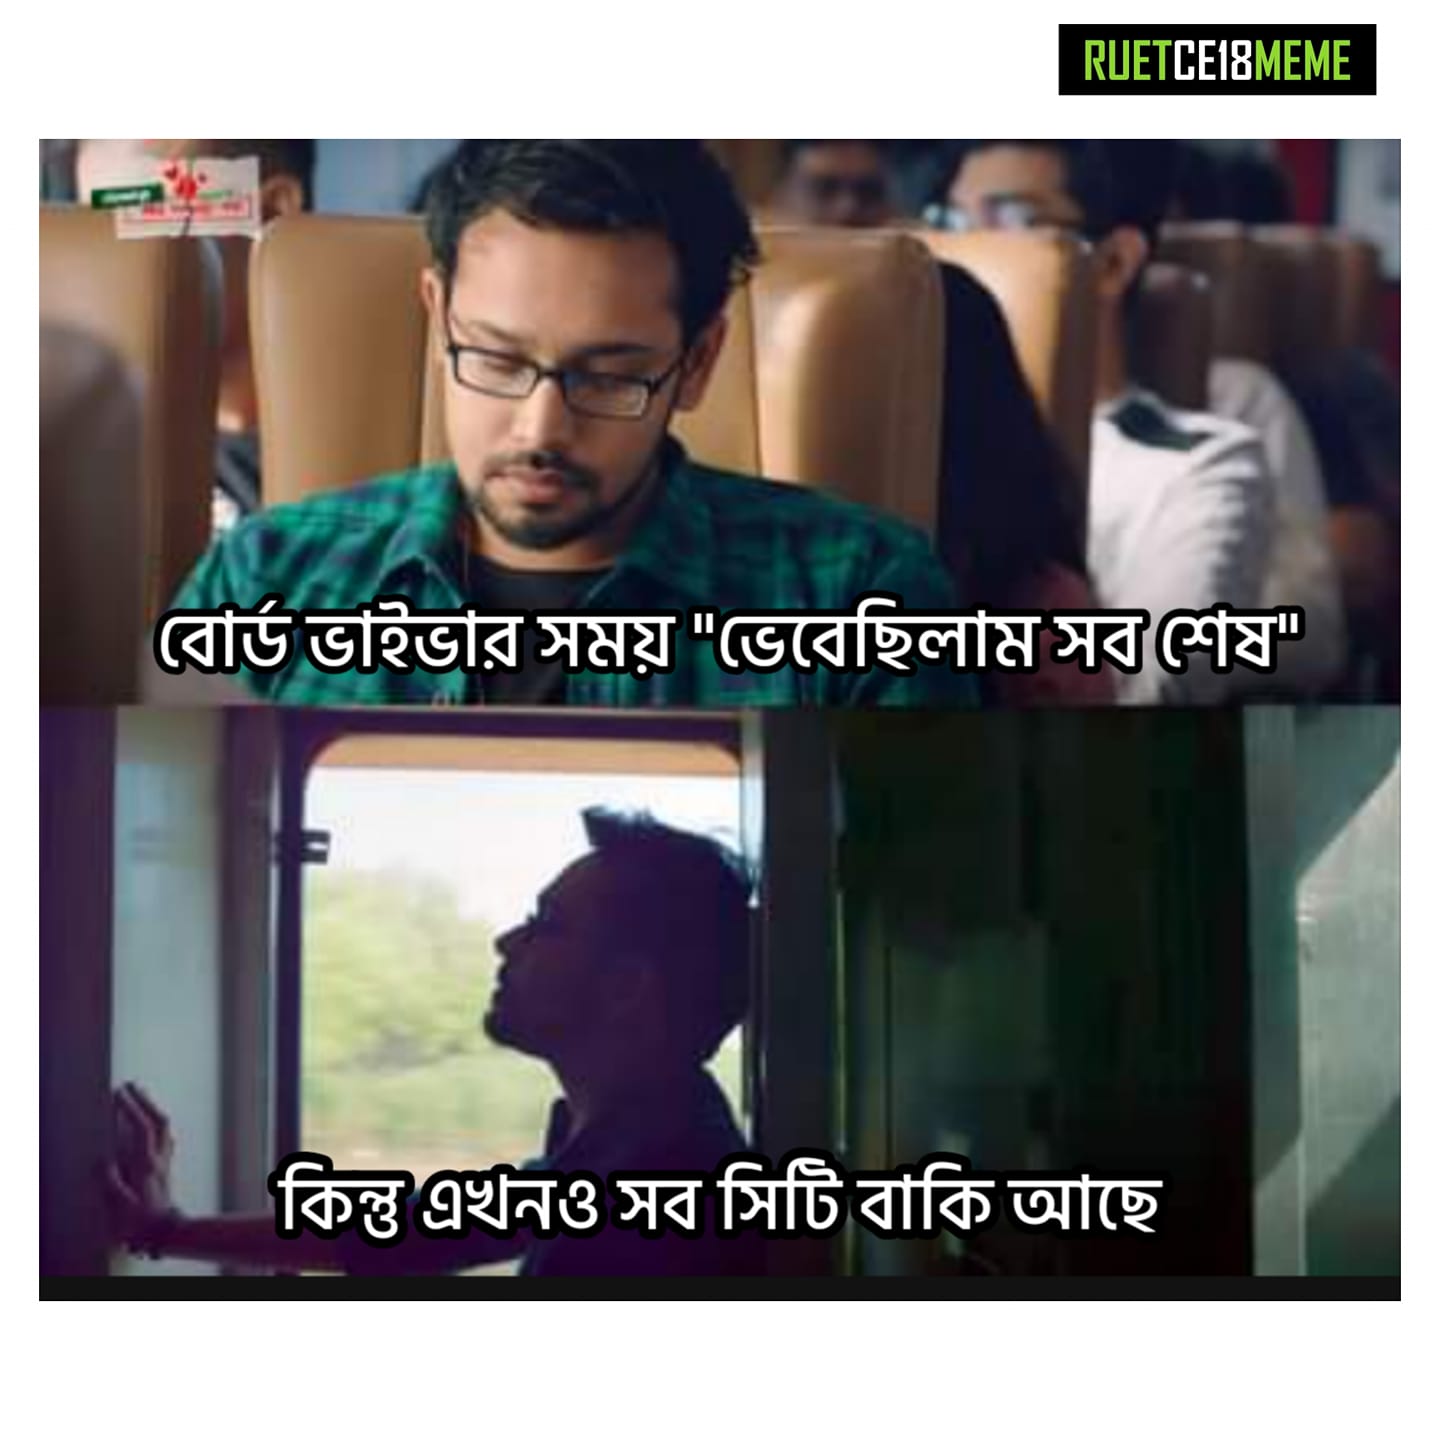 RUETCE18MEME
বোর্ড ভাইভার সময় "ভেবেছিলাম সব শেষ"
কিন্তু এখনও সব সিটি বাকি আছে